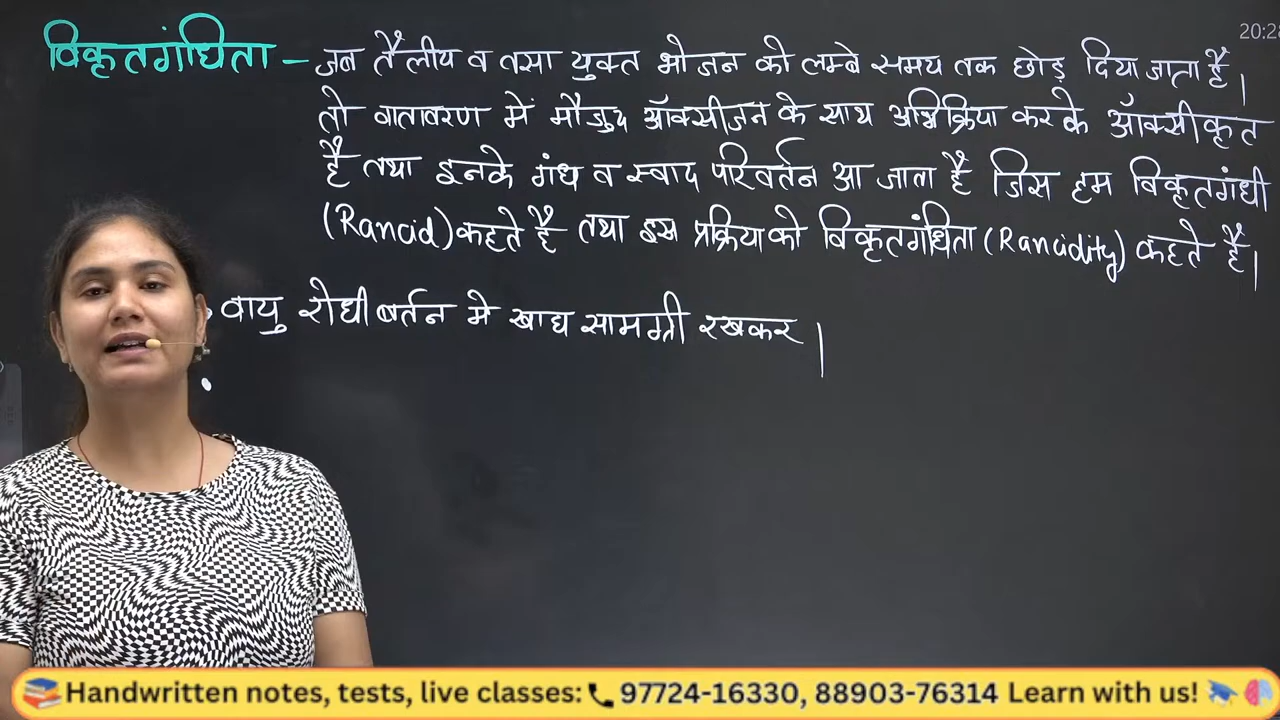 20:28
विकृतगंधिता – जब तैलीय व वसा युक्त भोजन को लम्बे समय तक छोड़ दिया जाता है।
तो वातावरण में मौजुद ऑक्सीजन के साथ अभिक्रिया कर के ऑक्सीकृत
है तथा इनके गंध व स्वाद परिवर्तन आ जाता है जिस हम विकृतगंधी
(Rancid) कहते है तथा इस प्रक्रिया को विकृतगंधिता (Rancidity) कहते है।
वायु रोधी बर्तन मे खाद्य सामग्री रखकर।
Handwritten notes, tests, live classes: 97724-16330, 88903-76314 Learn with us!